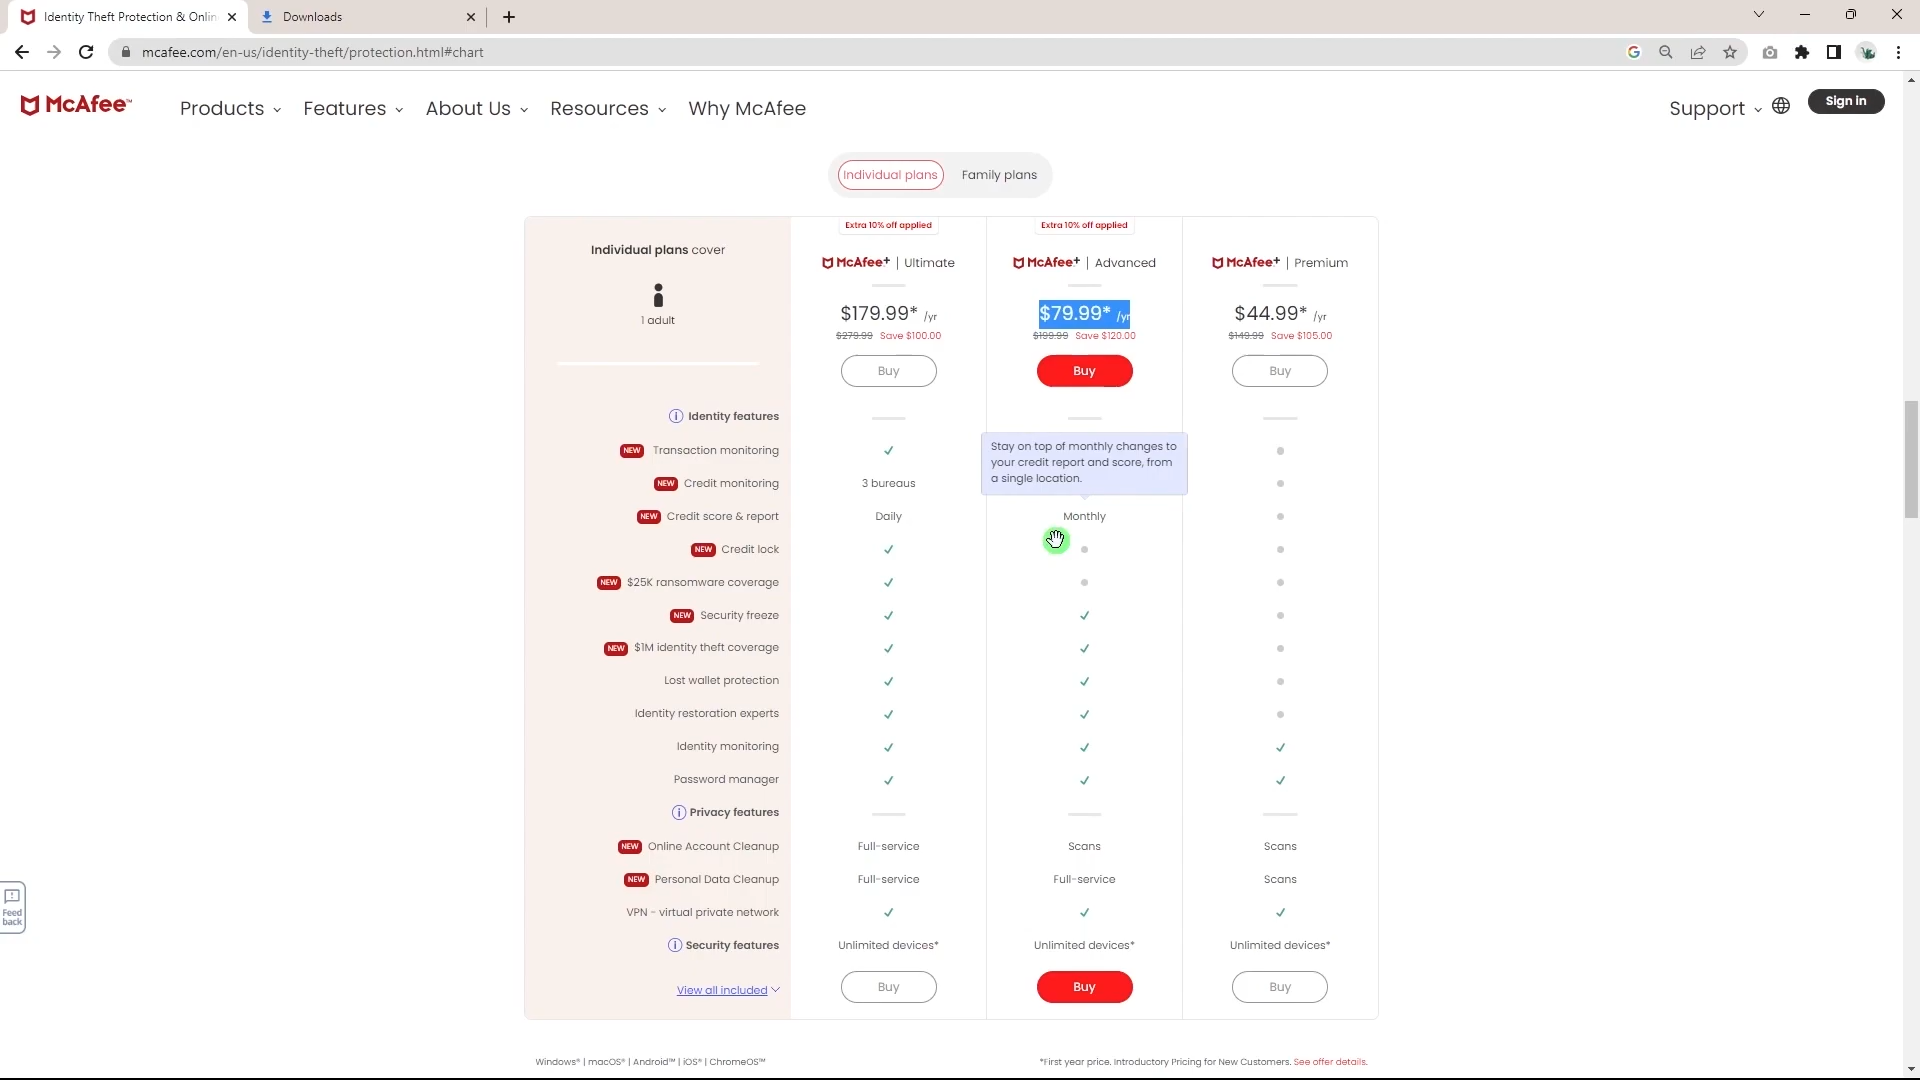 Identity Theft Protection & Onlin
Downloads
mcafee.com/en-us/identity-theft/protection.html#chart
McAfee™
Products
Features
About Us
Resources
Why McAfee
Support
Sign in
Individual plans
Family plans
Individual plans cover
1 adult
Extra 10% off applied
McAfee+ | Ultimate
$179.99* /yr
$279.99 Save $100.00
Buy
Extra 10% off applied
McAfee+ | Advanced
$79.99* /yr
$199.99 Save $120.00
Buy
McAfee+ | Premium
$44.99* /yr
$149.99 Save $105.00
Buy
Identity features
NEW Transaction monitoring
Stay on top of monthly changes to
your credit report and score, from
a single location.
NEW Credit monitoring 3 bureaus
NEW Credit score & report Daily Monthly
NEW Credit lock
NEW $25K ransomware coverage
NEW Security freeze
NEW $1M identity theft coverage
Lost wallet protection
Identity restoration experts
Identity monitoring
Password manager
Privacy features
NEW Online Account Cleanup Full-service Scans Scans
NEW Personal Data Cleanup Full-service Full-service Scans
VPN - virtual private network
Security features Unlimited devices* Unlimited devices* Unlimited devices*
View all included Buy Buy Buy
Feed
back
Windows® | macOS® | Android™ | iOS® | ChromeOS™
*First year price. Introductory Pricing for New Customers. See offer details.